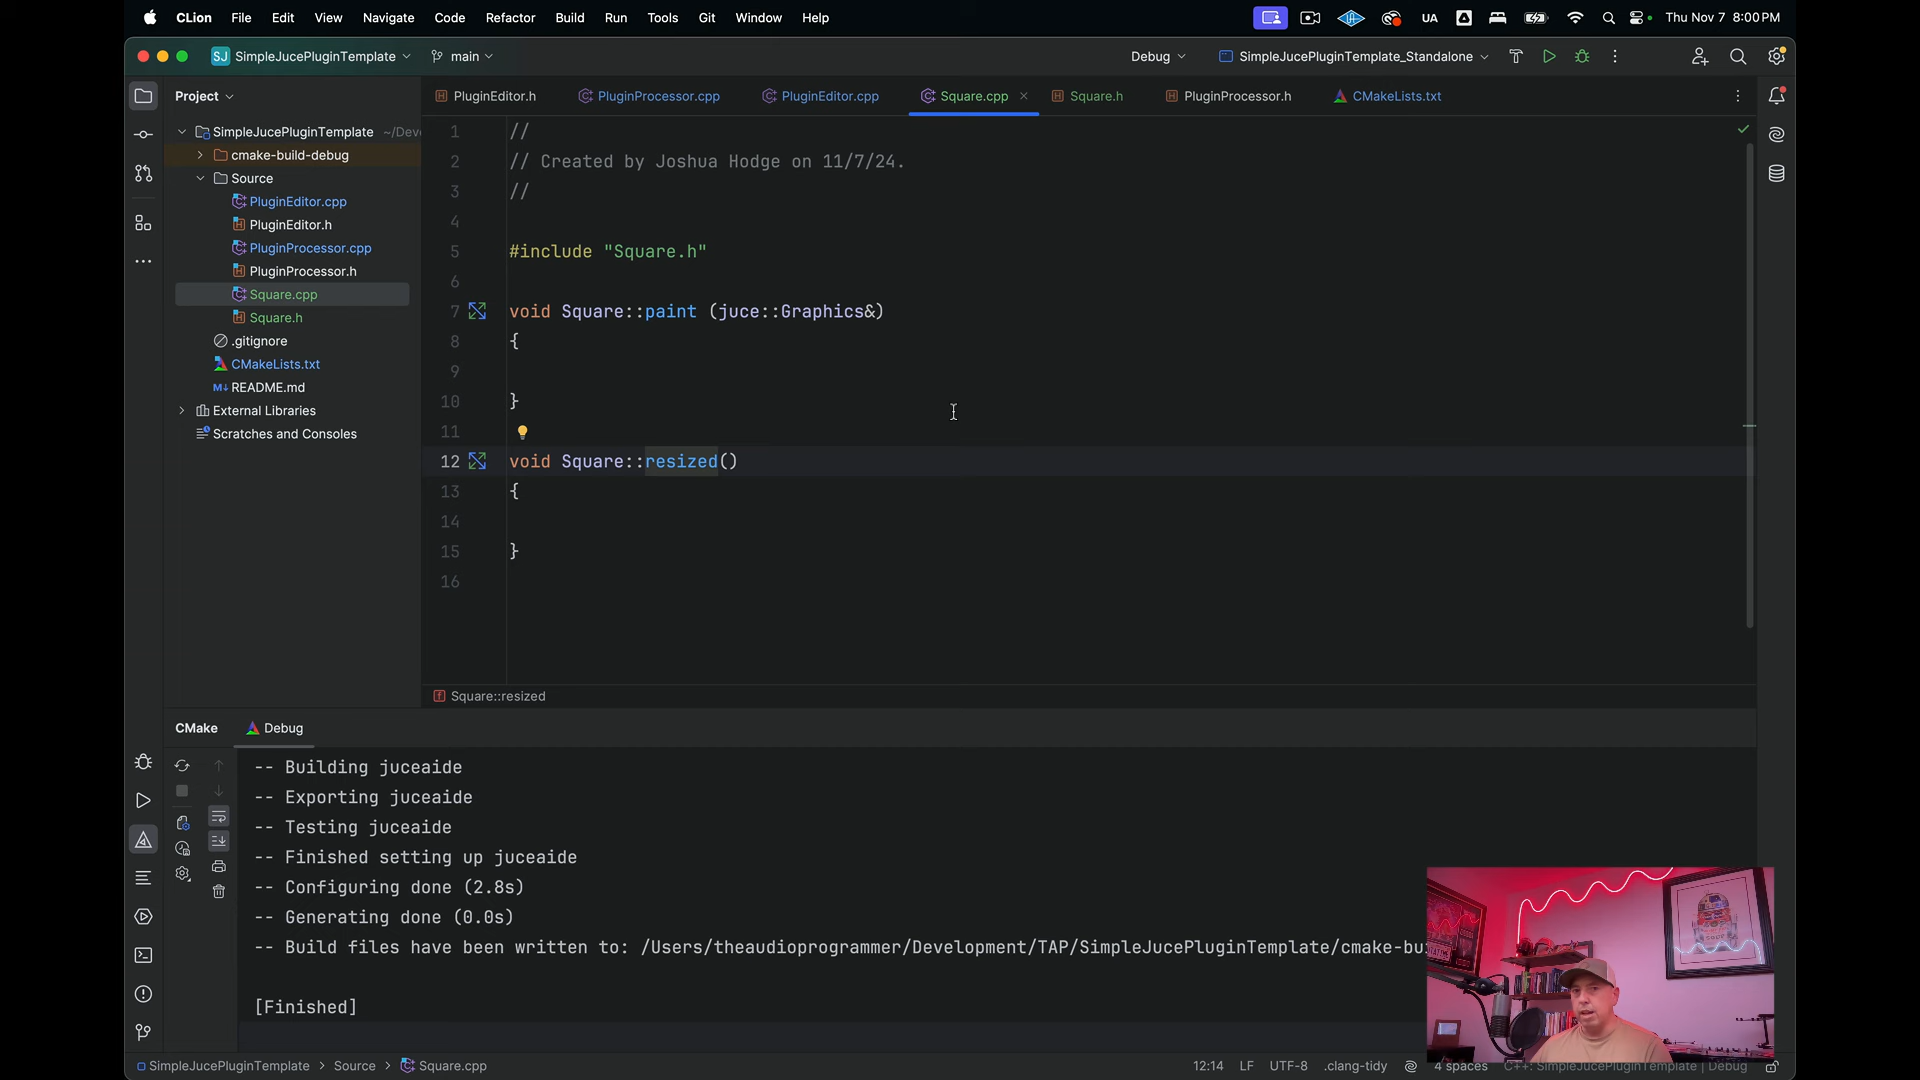 CLion File Edit View Navigate Code Refactor Build Run Tools Git Window Help UA Thu Nov 7 8:00 PM
SJ SimpleJucePluginTemplate main Debug SimpleJucePluginTemplate_Standalone
Project
PluginEditor.h PluginProcessor.cpp PluginEditor.cpp Square.cpp Square.h PluginProcessor.h CMakeLists.txt
SimpleJucePluginTemplate ~/Dev
cmake-build-debug
Source
PluginEditor.cpp
PluginEditor.h
PluginProcessor.cpp
PluginProcessor.h
Square.cpp
Square.h
.gitignore
CMakeLists.txt
README.md
External Libraries
Scratches and Consoles
1 //
2 // Created by Joshua Hodge on 11/7/24.
3 //
4
5 #include "Square.h"
6
7 void Square::paint (juce::Graphics&)
8 {
9
10 }
11
12 void Square::resized()
13 {
14
15 }
16
Square::resized
CMake Debug
-- Building juceaide
-- Exporting juceaide
-- Testing juceaide
-- Finished setting up juceaide
-- Configuring done (2.8s)
-- Generating done (0.0s)
-- Build files have been written to: /Users/theaudioprogrammer/Development/TAP/SimpleJucePluginTemplate/cmake-bu
[Finished]
SimpleJucePluginTemplate Source Square.cpp 12:14 LF UTF-8 .clang-tidy 4 spaces C++: SimpleJucePluginTemplate | Debug